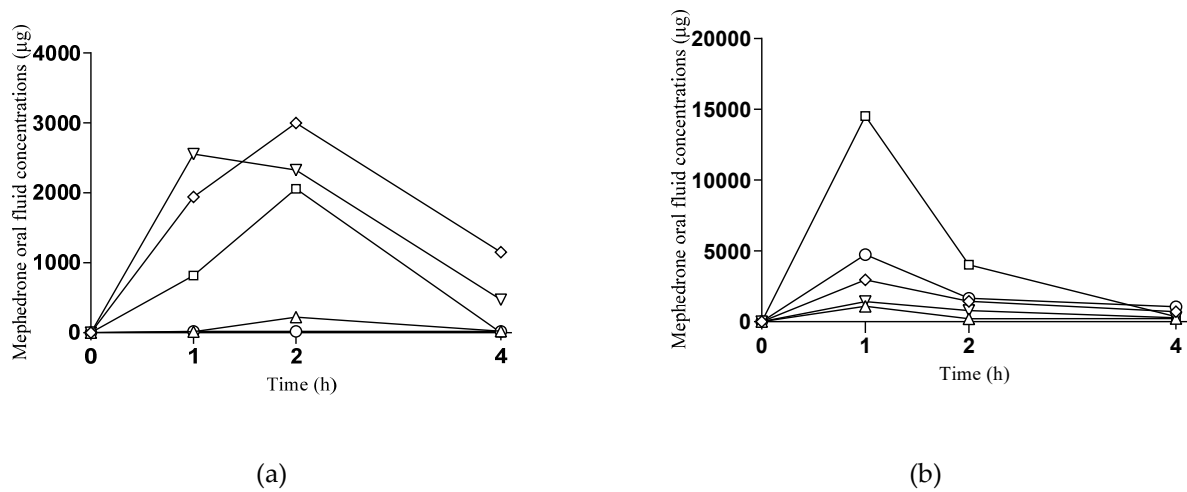 Mephedrone oral fluid concentrations (µg)
4000
3000
2000
1000
0
0 1 2 4
Time (h)
(a)
Mephedrone oral fluid concentrations (µg)
20000
15000
10000
5000
0
0 1 2 4
Time (h)
(b)